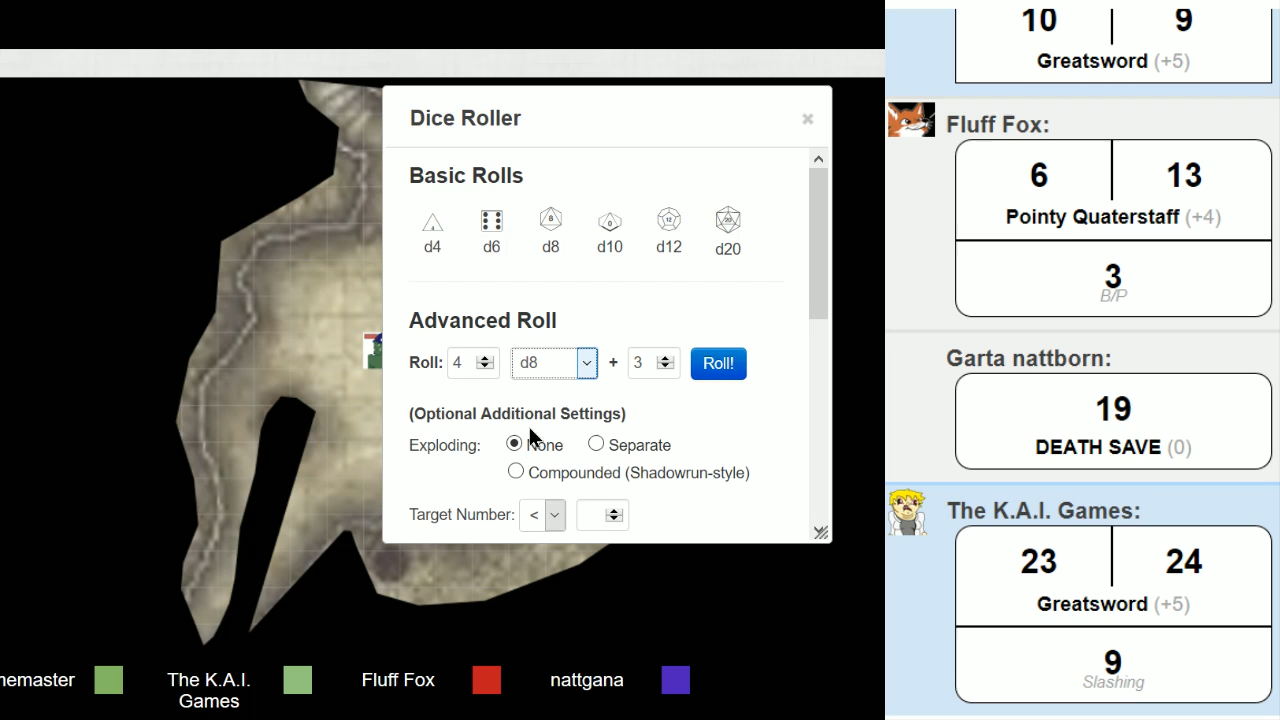 Dice Roller
Basic Rolls
d4 d6 d8 d10 d12 d20
Advanced Roll
Roll: 4 d8 + 3 Roll!
(Optional Additional Settings)
Exploding: None Separate
Compounded (Shadowrun-style)
Target Number: <
emaster
The K.A.I.
Games
Fluff Fox
nattgana
10 9
Greatsword (+5)
Fluff Fox:
6 13
Pointy Quaterstaff (+4)
3
B/P
Garta nattborn:
19
DEATH SAVE (0)
The K.A.I. Games:
23 24
Greatsword (+5)
9
Slashing